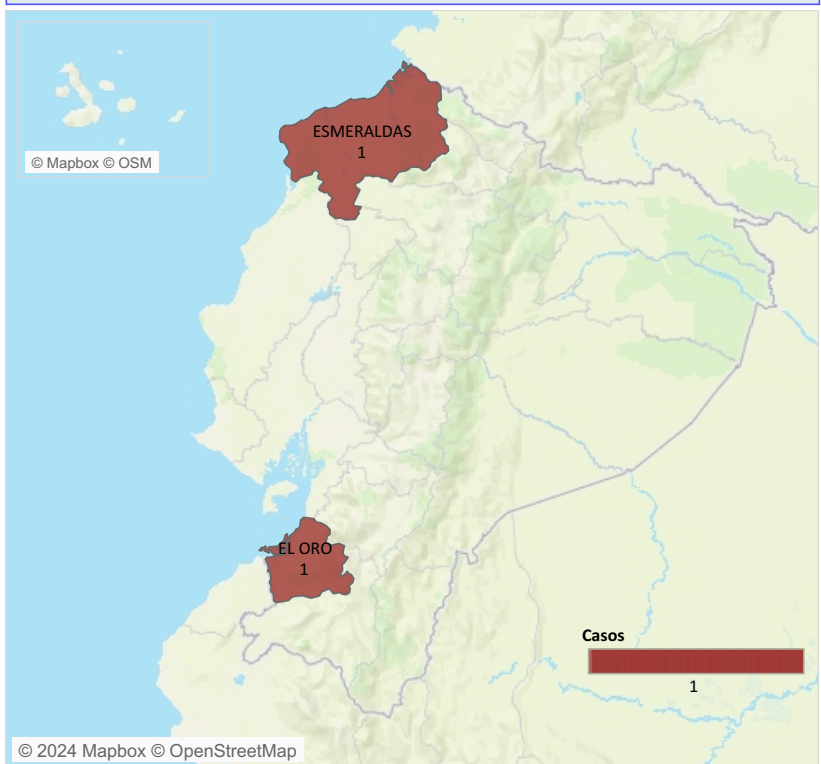 © Mapbox © OSM
ESMERALDAS
1
EL ORO
1
Casos
1
© 2024 Mapbox © OpenStreetMap